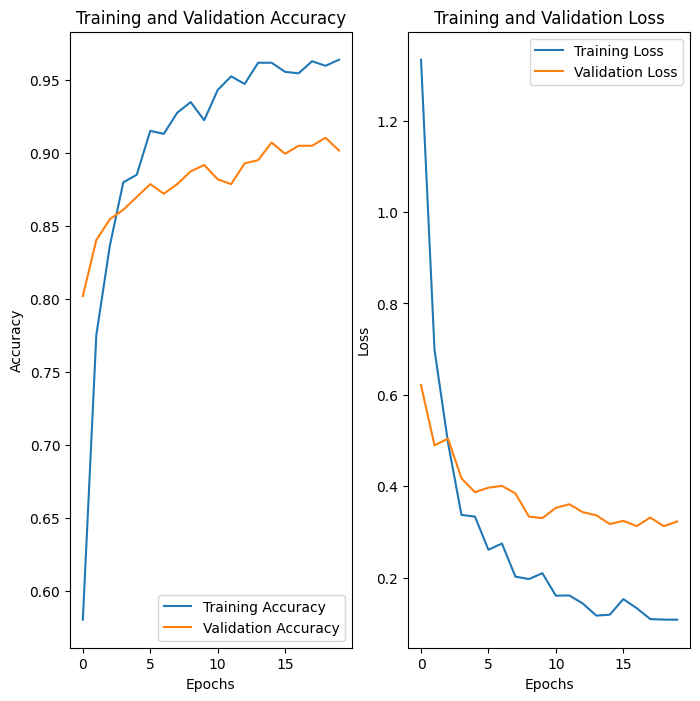 Training and Validation Accuracy
0.95
0.90
0.85
0.80
0.75
0.70
0.65
0.60
Accuracy
Training Accuracy
Validation Accuracy
0
5
10
15
Epochs
Training and Validation Loss
Training Loss
Validation Loss
1.2
1.0
0.8
0.6
0.4
0.2
Loss
0
5
10
15
Epochs